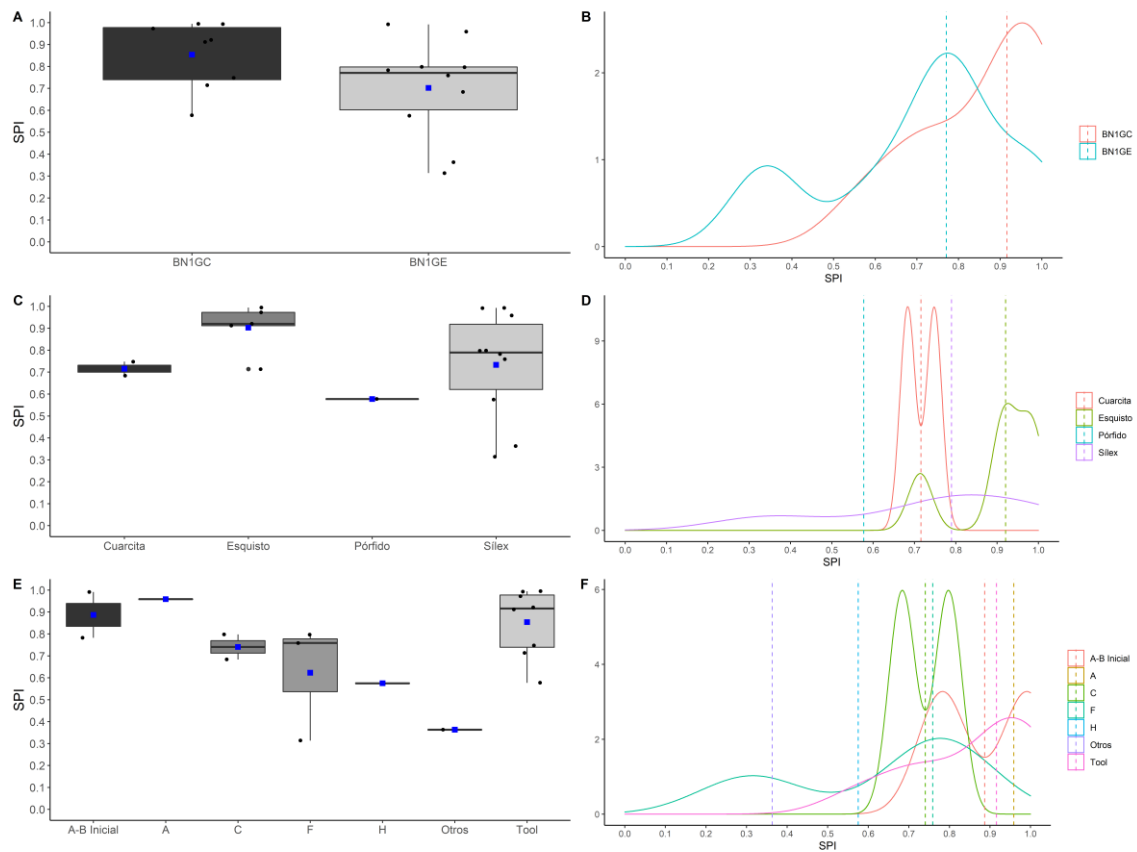 A
SPI
1.0
0.9
0.8
0.7
0.6
0.5
0.4
0.3
0.2
0.1
0.0
BN1GC BN1GE
B
2
1
0
0.0 0.1 0.2 0.3 0.4 0.5 0.6 0.7 0.8 0.9 1.0
SPI
BN1GC
BN1GE
C
SPI
1.0
0.9
0.8
0.7
0.6
0.5
0.4
0.3
0.2
0.1
0.0
Cuarcita Esquisto Pórfido Sílex
D
9
6
3
0
0.0 0.1 0.2 0.3 0.4 0.5 0.6 0.7 0.8 0.9 1.0
SPI
Cuarcita
Esquisto
Pórfido
Sílex
E
SPI
1.0
0.9
0.8
0.7
0.6
0.5
0.4
0.3
0.2
0.1
0.0
A-B Inicial A C F H Otros Tool
F
6
4
2
0
0.0 0.1 0.2 0.3 0.4 0.5 0.6 0.7 0.8 0.9 1.0
SPI
A-B Inicial
A
C
F
H
Otros
Tool